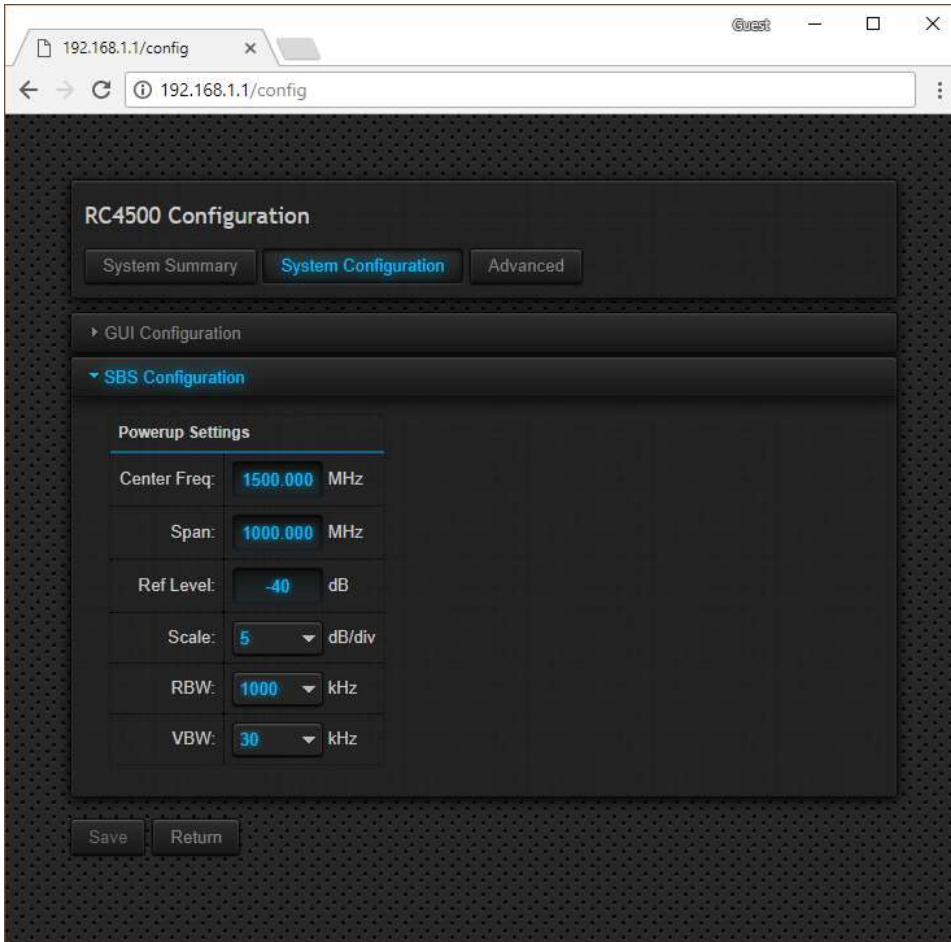 Guest
192.168.1.1/config
192.168.1.1/config
RC4500 Configuration
System Summary System Configuration Advanced
GUI Configuration
SBS Configuration
Powerup Settings
Center Freq: 1500.000 MHz
Span: 1000.000 MHz
Ref Level: -40 dB
Scale: 5 dB/div
RBW: 1000 kHz
VBW: 30 kHz
Save Return